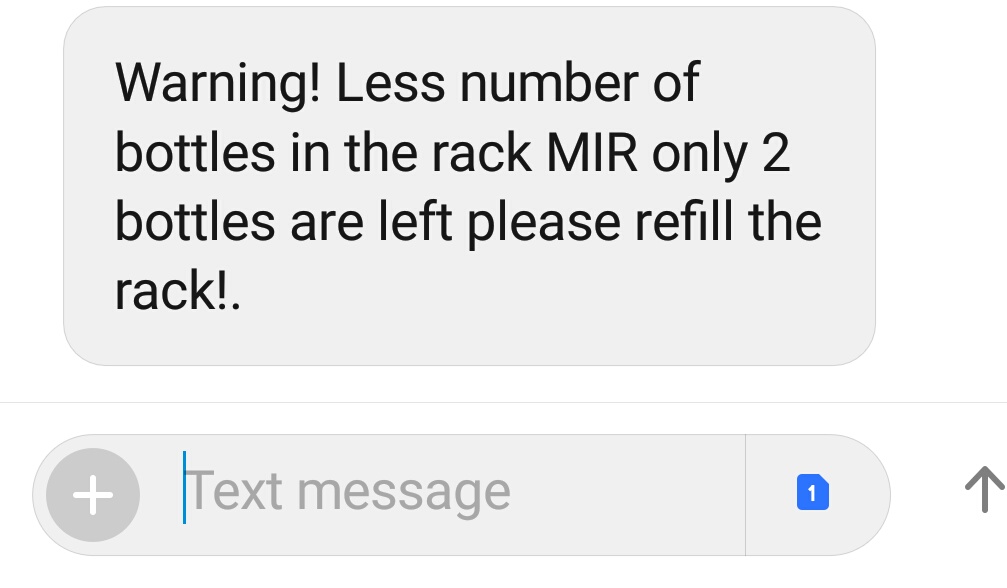 Warning! Less number of
bottles in the rack MIR only 2
bottles are left please refill the
rack!.
Text message
1